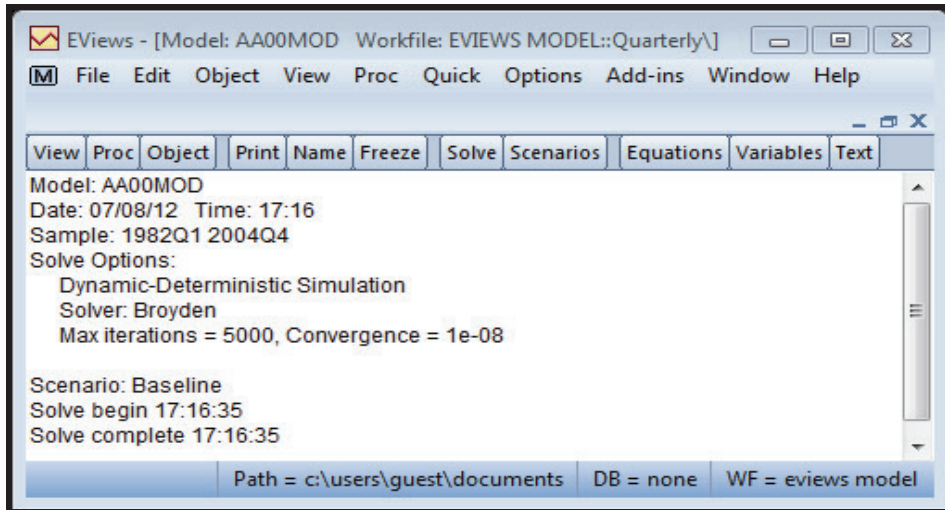 EViews - [Model: AA00MOD Workfile: EVIEWS MODEL::Quarterly\]
M File Edit Object View Proc Quick Options Add-ins Window Help
View Proc Object Print Name Freeze Solve Scenarios Equations Variables Text
Model: AA00MOD
Date: 07/08/12 Time: 17:16
Sample: 1982Q1 2004Q4
Solve Options:
Dynamic-Deterministic Simulation
Solver: Broyden
Max iterations = 5000, Convergence = 1e-08
Scenario: Baseline
Solve begin 17:16:35
Solve complete 17:16:35
Path = c:\users\guest\documents DB = none WF = eviews model